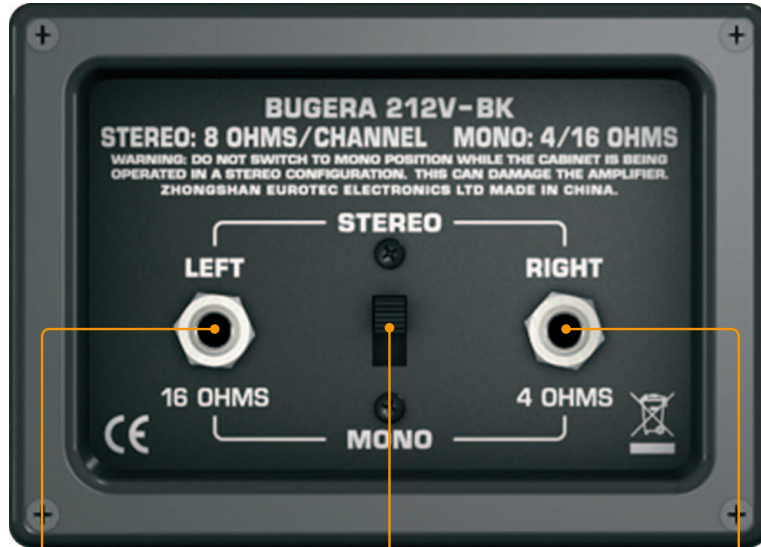 BUGERA 212V-BK
STEREO: 8 OHMS/CHANNEL MONO: 4/16 OHMS
WARNING: DO NOT SWITCH TO MONO POSITION WHILE THE CABINET IS BEING
OPERATED IN A STEREO CONFIGURATION. THIS CAN DAMAGE THE AMPLIFIER.
ZHONGSHAN EUROTEC ELECTRONICS LTD MADE IN CHINA.
STEREO
LEFT RIGHT
16 OHMS 4 OHMS
CE
MONO